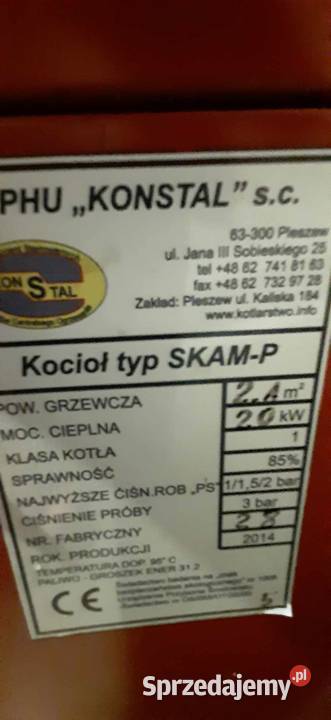 Sprzedajemy.pl
PHU „KONSTAL" s.c.
63-300 Pleszew
ul. Jana III Sobieskiego 25
tel +48 62 741 81 63
fax +48 62 732 97 28
Zakład: Pleszew ul. Kaliska 184
www.kotlarstwo.info
ON STAL
Kocioł typ SKAM-P
POW. GRZEWCZA 2,4 m²
MOC. CIEPLNA 20 kW
KLASA KOTŁA 1
SPRAWNOŚĆ 85%
NAJWYŻSZE CIŚN.ROB „PS" 1/1,5/2 bar
CIŚNIENIE PRÓBY 3 bar
NR. FABRYCZNY 28
ROK. PRODUKCJI 2014
TEMPERATURA DOP. 95° C
PALIWO - GROSZEK ENER 31.2
CE
Sprzedajemy.pl